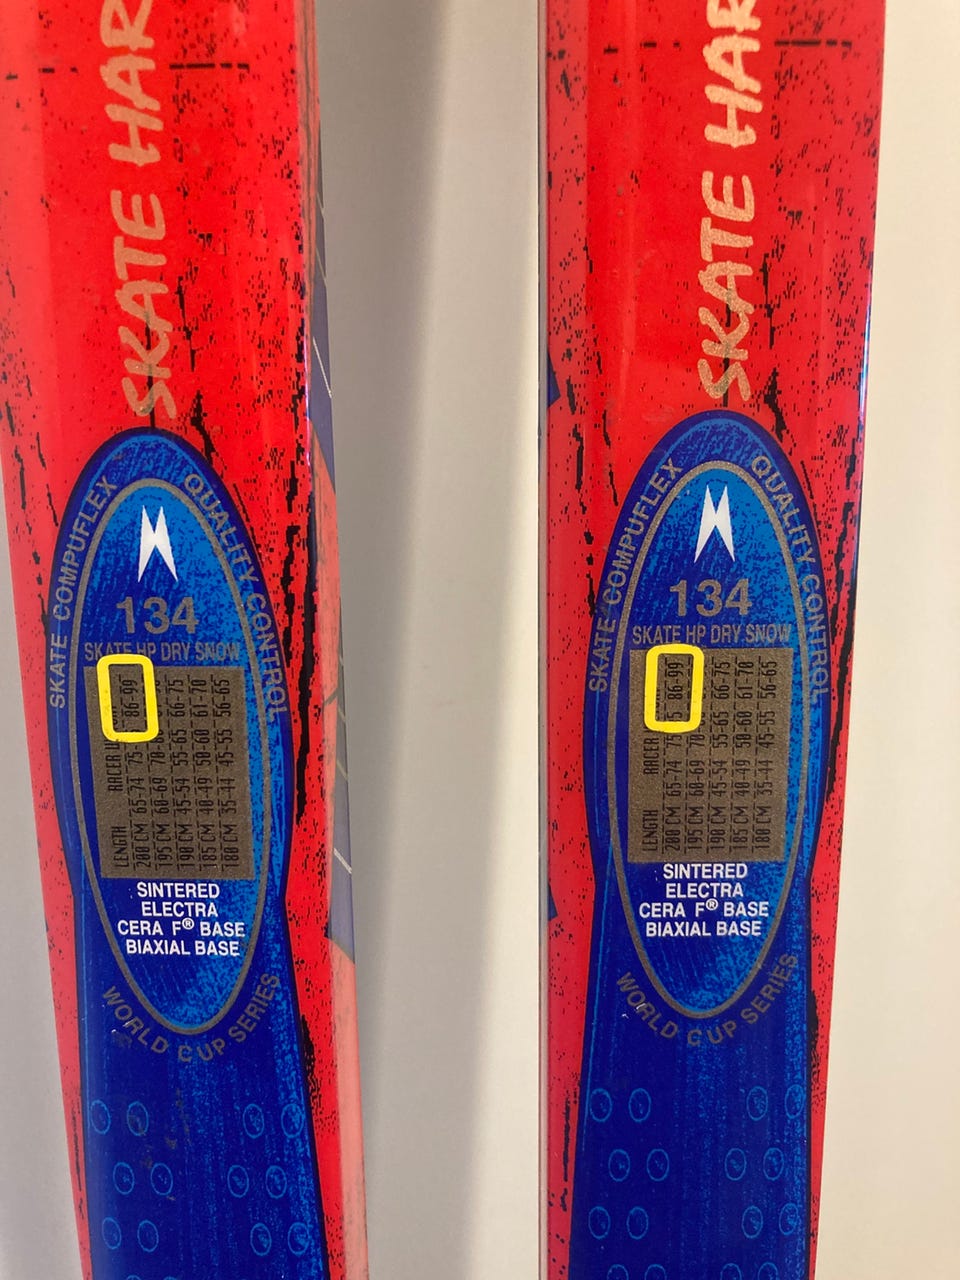 SKATE HAR
SKATE COMPUFLEX QUALITY CONTROL
134
SKATE HP DRY SNOW
LENGTH RACER
200 CM 65-74 75 86-99
195 CM 60-69 70- 66-75
190 CM 45-54 55-65 66-75
185 CM 40-49 50-60 61-70
180 CM 35-44 45-55 56-65
SINTERED
ELECTRA
CERA F® BASE
BIAXIAL BASE
WORLD CUP SERIES
SKATE HAR
SKATE COMPUFLEX QUALITY CONTROL
134
SKATE HP DRY SNOW
LENGTH RACER
200 CM 65-74 75 86-99
195 CM 60-69 70
190 CM 45-54 55-65 66-75
185 CM 40-49 50-60 61-70
180 CM 35-44 45-55 56-65
SINTERED
ELECTRA
CERA F® BASE
BIAXIAL BASE
WORLD CUP SERIES